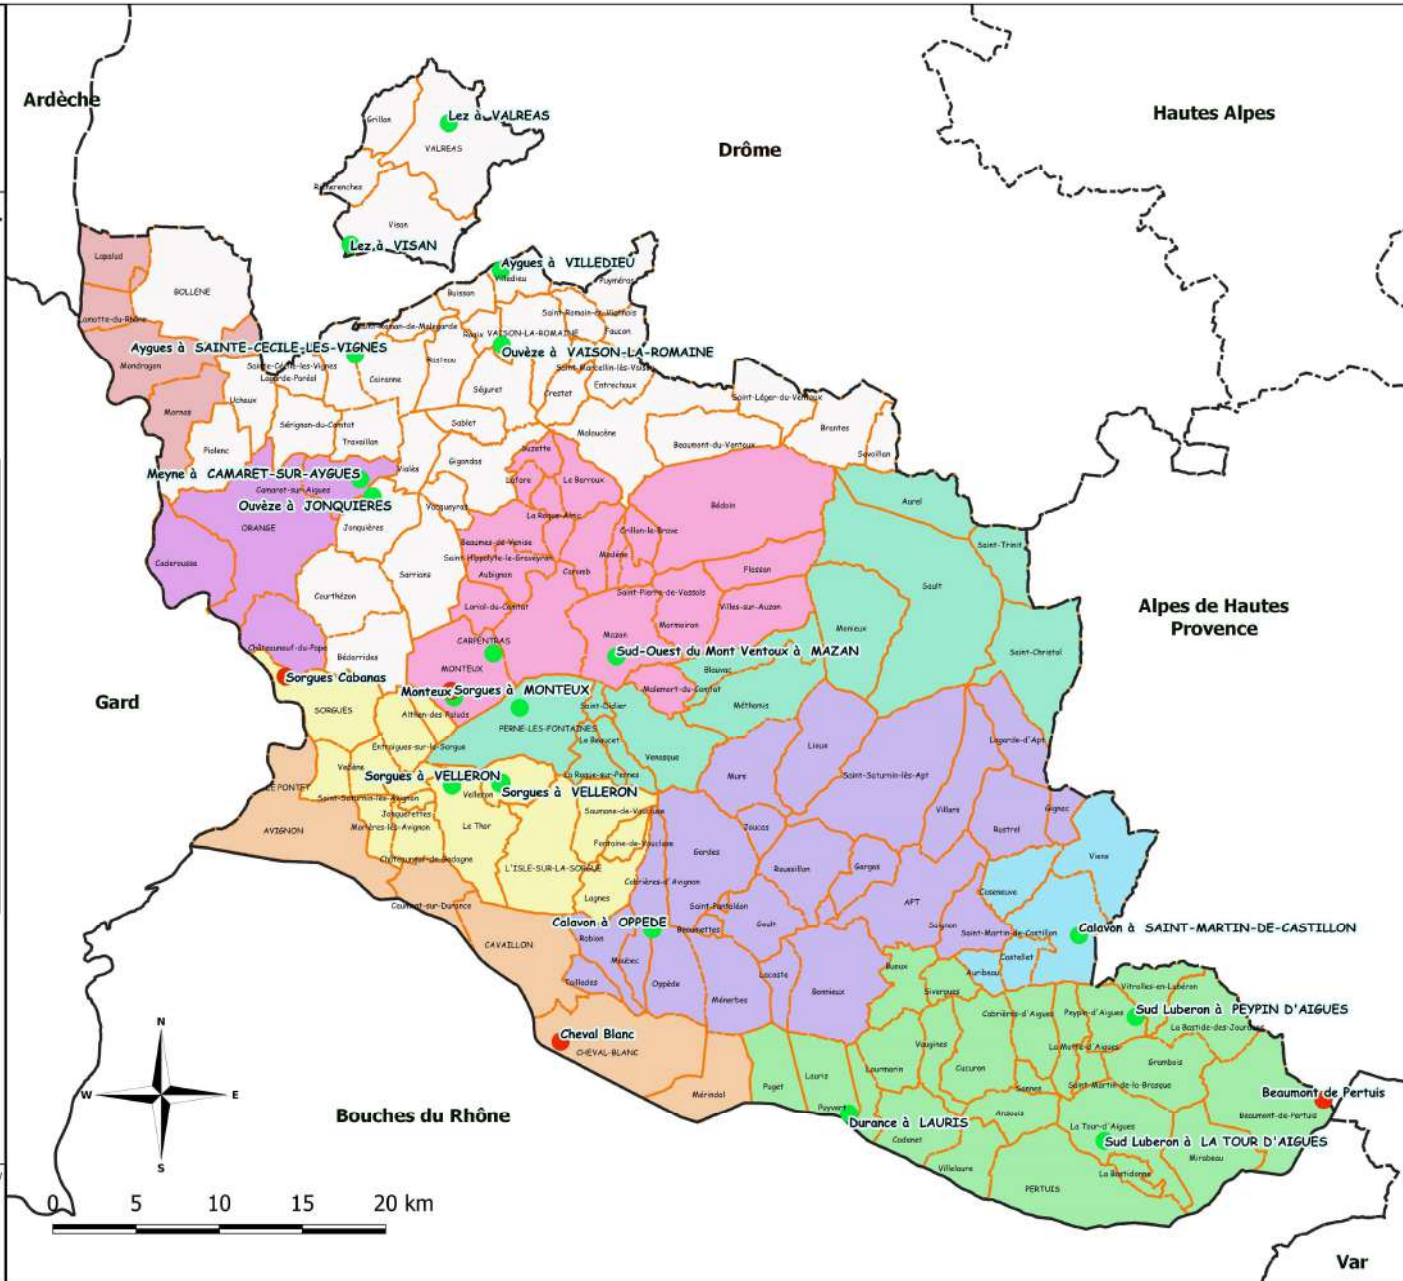 Ardèche
Hautes Alpes
Drôme
Lez à VALREAS
Grillon
VALREAS
Visan
Lez à VISAN
Lapalud
BOLLENE
Aygues à VILLEDIEU
Villedieu
Puyméras
Buisson
Lamotte-du-Rhône
VAISON-LA-ROMAINE
Faucon
Aygues à SAINTE-CECILE-LES-VIGNES
Ouvèze à VAISON-LA-ROMAINE
Mondragon
Sainte-Cécile-les-Vignes
Rasteau
Lagarde-Paréol
Cairanne
Séguret
Crestet
Entrechaux
Uchaux
Saint-Léger-du-Ventoux
Mornas
Sérignan-du-Comtat
Sablet
Brantes
Travaillan
Malaucène
Beaumont-du-Ventoux
Piolenc
Savoillan
Gigondas
Meyne à CAMARET-SUR-AYGUES
Violès
Lafare
Le Barroux
Camaret-sur-Aigues
Ouvèze à JONQUIERES
Vacqueyras
Bédoin
Aurel
ORANGE
Jonquières
Crillon-le-Brave
Beaumes-de-Venise
Saint-Trinit
Caderousse
Modène
Sarrians
Aubignan
Caromb
Flassan
Sault
Courthézon
Saint-Pierre-de-Vassols
Loriol-du-Comtat
Villes-sur-Auzon
Mormoiron
Monieux
Mazan
Châteauneuf-du-Pape
CARPENTRAS
Sud-Ouest du Mont Ventoux à MAZAN
Saint-Christol
Bédarrides
MONTEUX
Blauvac
Alpes de Hautes
Provence
Sorgues Cabanas
Monteux
Sorgues à MONTEUX
Malemort-du-Comtat
Gard
SORGUES
Althen-des-Paluds
Saint-Didier
Méthamis
PERNE-LES-FONTAINES
Le Beaucet
Entraigues-sur-la-Sorgue
Lioux
Lagarde-d'Apt
Venasque
Vedène
Sorgues à VELLERON
La Roque-sur-Pernes
Murs
Saint-Saturnin-lès-Apt
LE PONTET
Velleron
Sorgues à VELLERON
Saint-Saturnin-lès-Avignon
Saumane-de-Vaucluse
Villars
Gignac
Jonquerettes
AVIGNON
Morières-lès-Avignon
Le Thor
Joucas
Rustrel
Fontaine-de-Vaucluse
Gordes
Viens
Châteauneuf-de-Gadagne
L'ISLE-SUR-LA-SORGUE
Roussillon
Gargas
Cabrières-d'Avignon
Caseneuve
Lagnes
APT
Caumont-sur-Durance
Saint-Pantaléon
Calavon à OPPEDE
Beaumettes
Goult
Saignon
Saint-Martin-de-Castillon
Calavon à SAINT-MARTIN-DE-CASTILLON
CAVAILLON
Robion
Maubec
Castellet
Buoux
Auribeau
Taillades
Oppède
Lacoste
Bonnieux
Sivergues
Vitrolles-en-Lubéron
Ménerbes
Cabrières-d'Aigues
Peypin-d'Aigues
Sud Luberon à PEYPIN D'AIGUES
La Bastide-des-Jourdans
Cheval Blanc
CHEVAL-BLANC
Vaugines
La Motte-d'Aigues
Grambois
Lourmarin
Cucuron
Puget
Lauris
Sannes
Saint-Martin-de-la-Brasque
Mérindol
Beaumont de Pertuis
Puyvert
Ansouis
Beaumont-de-Pertuis
Bouches du Rhône
Durance à LAURIS
La Tour-d'Aigues
Cadenet
Sud Luberon à LA TOUR D'AIGUES
Mirabeau
Villelaure
La Bastidonne
PERTUIS
N
W
E
S
0 5 10 15 20 km
Var